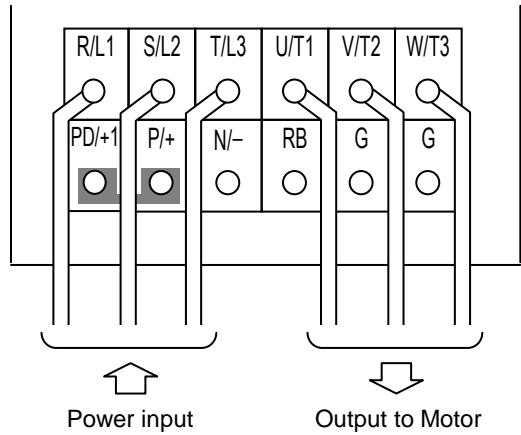 R/L1 S/L2 T/L3 U/T1 V/T2 W/T3
PD/+1 P/+ N/– RB G G
Power input Output to Motor